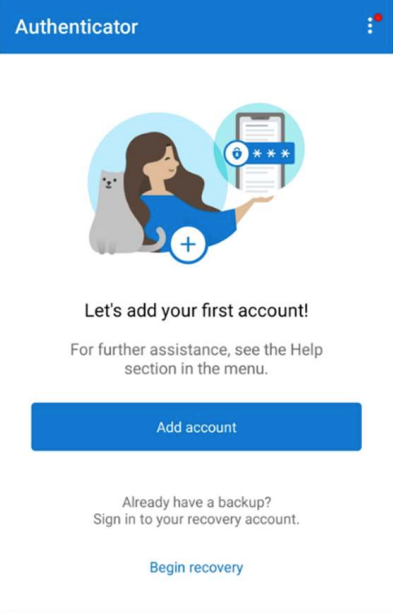 Authenticator
***
Let's add your first account!
For further assistance, see the Help
section in the menu.
Add account
Already have a backup?
Sign in to your recovery account.
Begin recovery